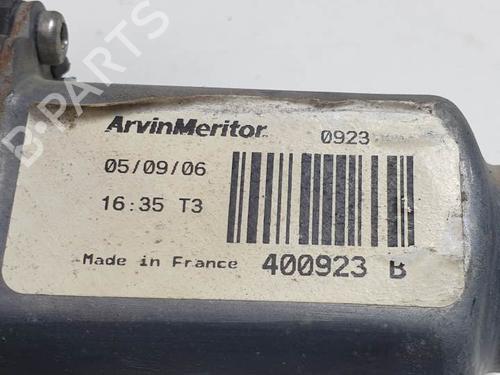 ArvinMeritor 0923
05/09/06
16:35 T3
Made in France 400923 B
B-PARTS